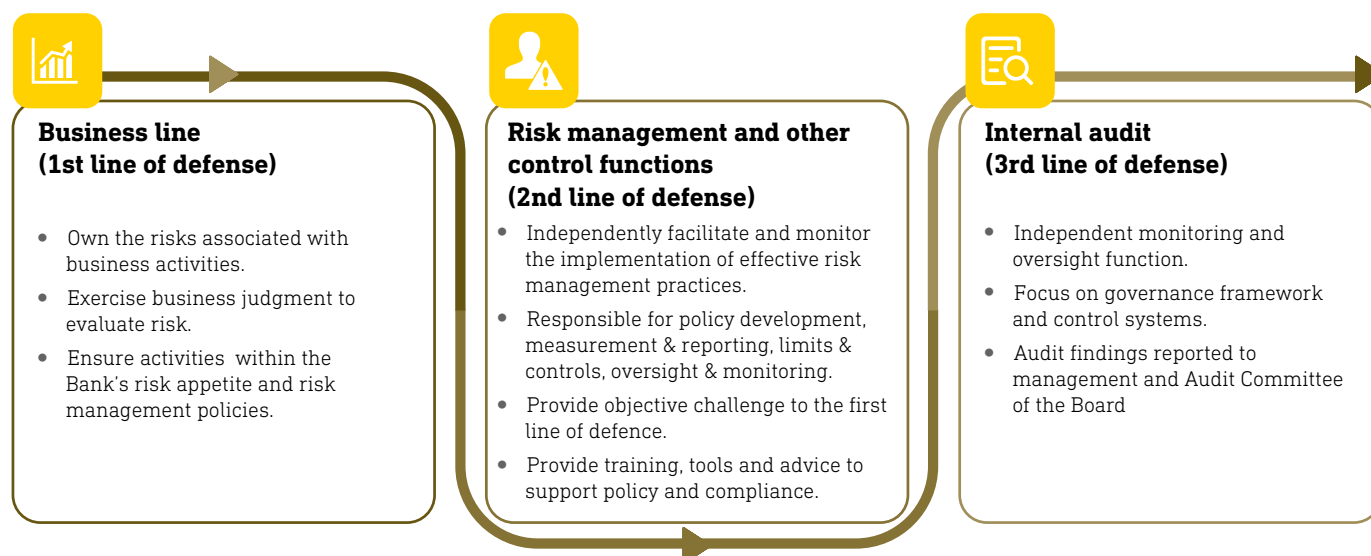 Business line
(1st line of defense)
• Own the risks associated with
business activities.
• Exercise business judgment to
evaluate risk.
• Ensure activities  within the
Bank's risk appetite and risk
management policies.
Risk management and other
control functions
(2nd line of defense)
• Independently facilitate and monitor
the implementation of effective risk
management practices.
• Responsible for policy development,
measurement & reporting, limits &
controls, oversight & monitoring.
• Provide objective challenge to the first
line of defence.
• Provide training, tools and advice to
support policy and compliance.
Internal audit
(3rd line of defense)
• Independent monitoring and
oversight function.
• Focus on governance framework
and control systems.
• Audit findings reported to
management and Audit Committee
of the Board